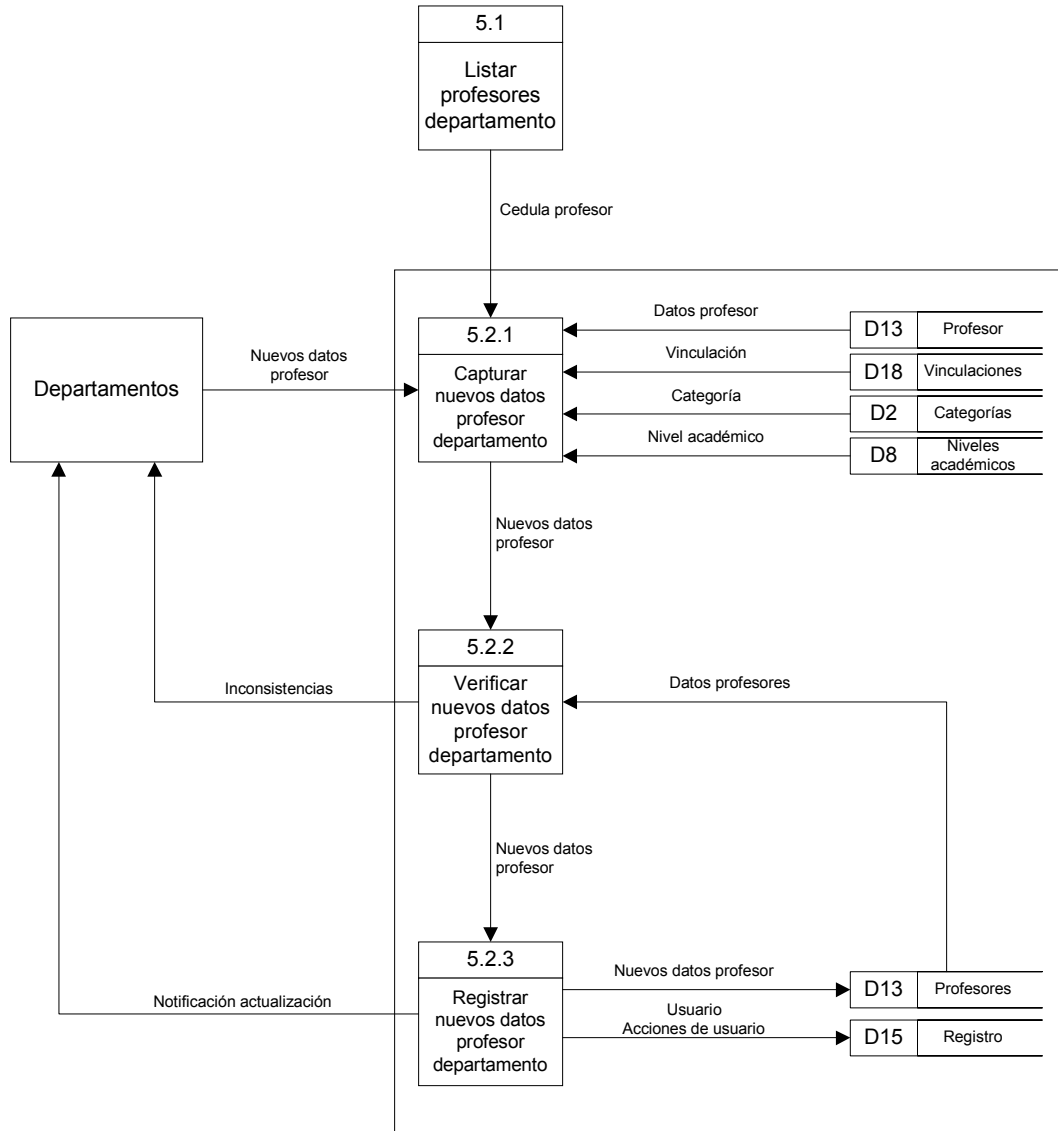 5.1
Listar
profesores
departamento
Cedula profesor
Departamentos
Nuevos datos
profesor
5.2.1
Capturar
nuevos datos
profesor
departamento
Datos profesor
D13
Profesor
Vinculación
D18
Vinculaciones
Categoría
D2
Categorías
Nivel académico
D8
Niveles
académicos
Nuevos datos
profesor
5.2.2
Verificar
nuevos datos
profesor
departamento
Inconsistencias
Datos profesores
Nuevos datos
profesor
5.2.3
Registrar
nuevos datos
profesor
departamento
Notificación actualización
Nuevos datos profesor
D13
Profesores
Usuario
Acciones de usuario
D15
Registro